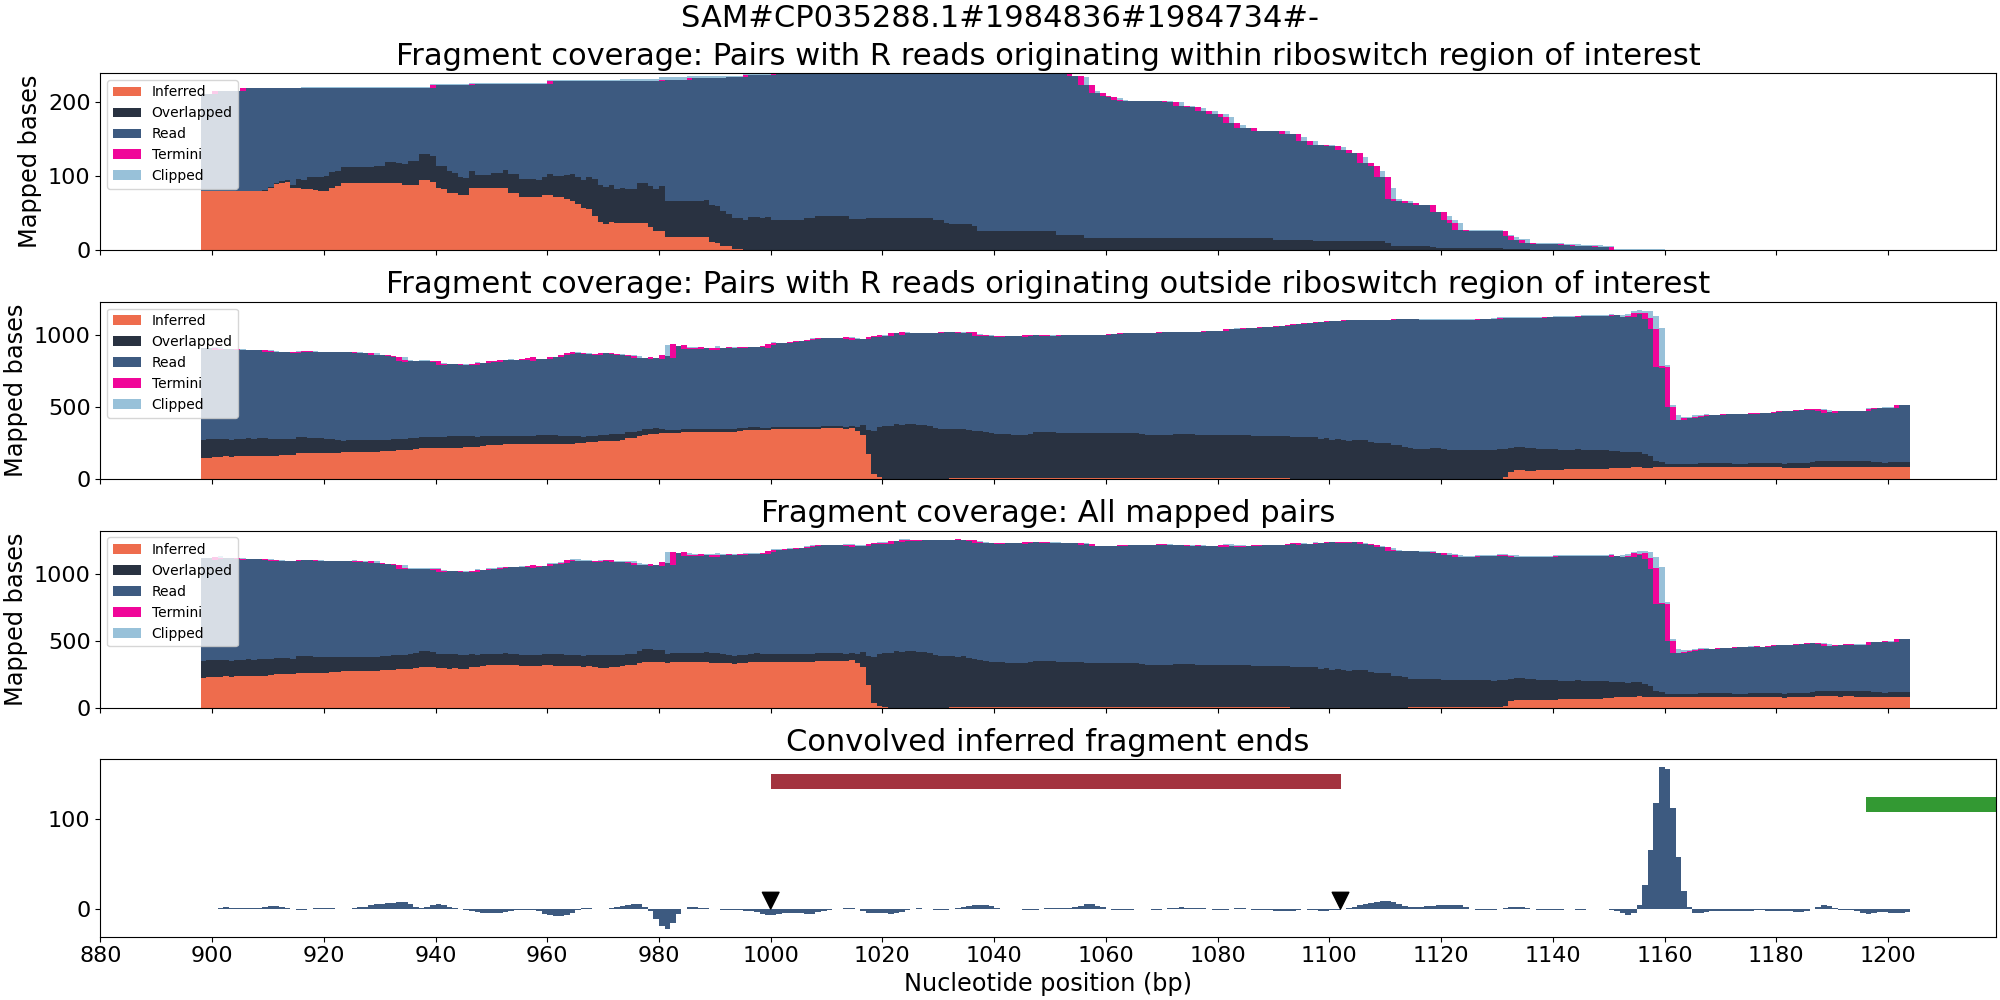 SAM#CP035288.1#1984836#1984734#-
Fragment coverage: Pairs with R reads originating within riboswitch region of interest
Mapped bases
200
100
0
Inferred
Overlapped
Read
Termini
Clipped
Fragment coverage: Pairs with R reads originating outside riboswitch region of interest
Mapped bases
1000
500
0
Inferred
Overlapped
Read
Termini
Clipped
Fragment coverage: All mapped pairs
Mapped bases
1000
500
0
Inferred
Overlapped
Read
Termini
Clipped
Convolved inferred fragment ends
100
0
880 900 920 940 960 980 1000 1020 1040 1060 1080 1100 1120 1140 1160 1180 1200
Nucleotide position (bp)